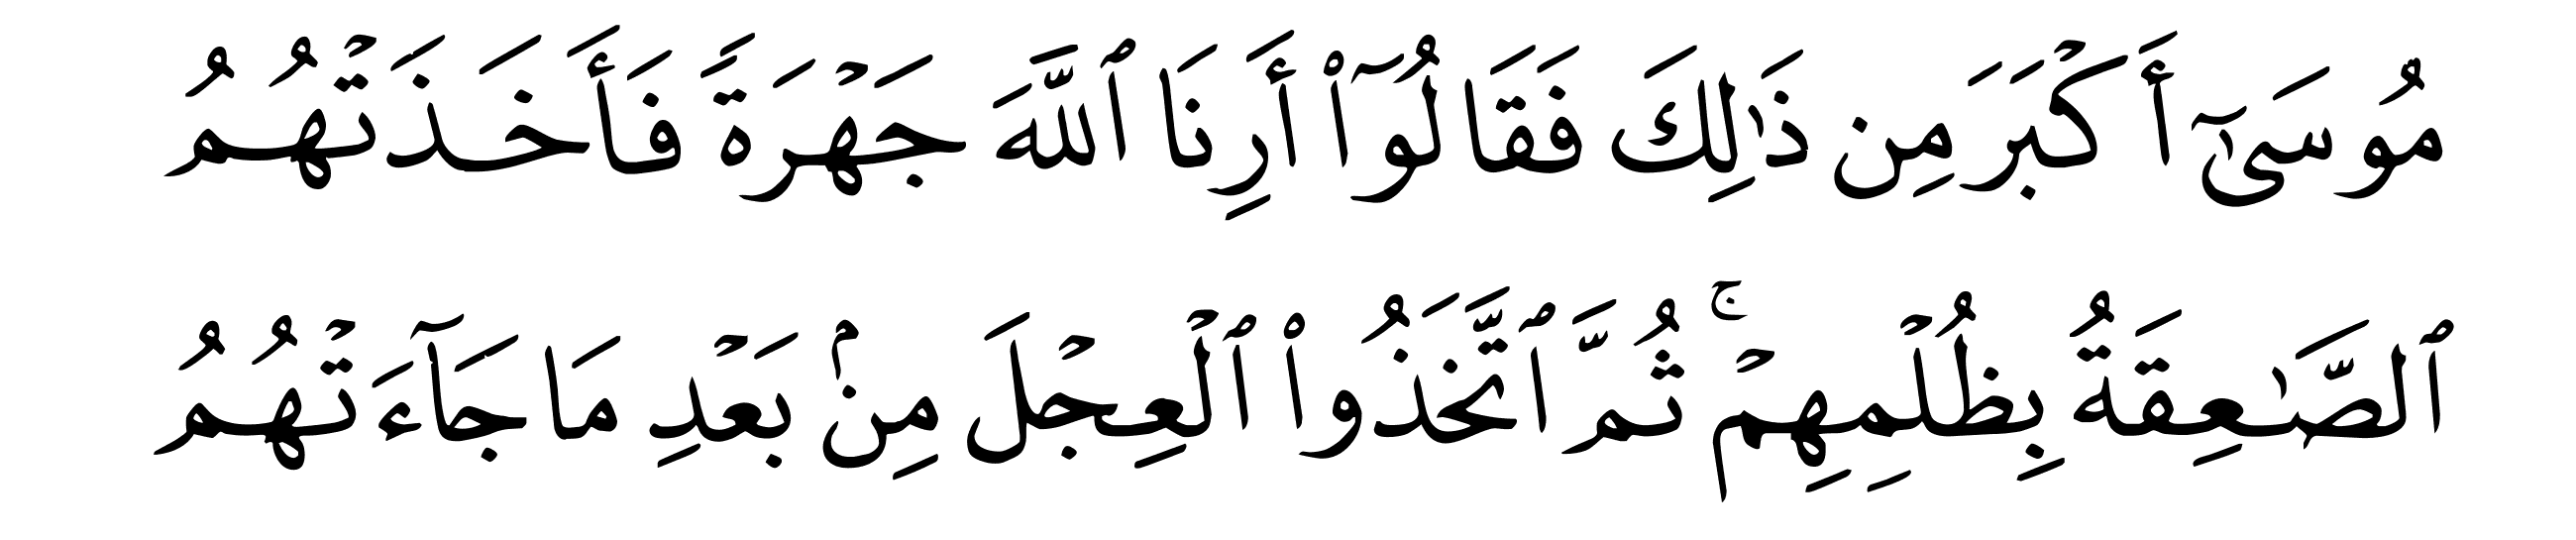 مُوسَىٰٓ أَكۡبَرَ مِن ذَٰلِكَ فَقَالُوٓاْ أَرِنَا ٱللَّهَ جَهۡرَةٗ فَأَخَذَتۡهُمُ
ٱلصَّٰعِقَةُ بِظُلۡمِهِمۡۚ ثُمَّ ٱتَّخَذُواْ ٱلۡعِجۡلَ مِنۢ بَعۡدِ مَا جَآءَتۡهُمُ